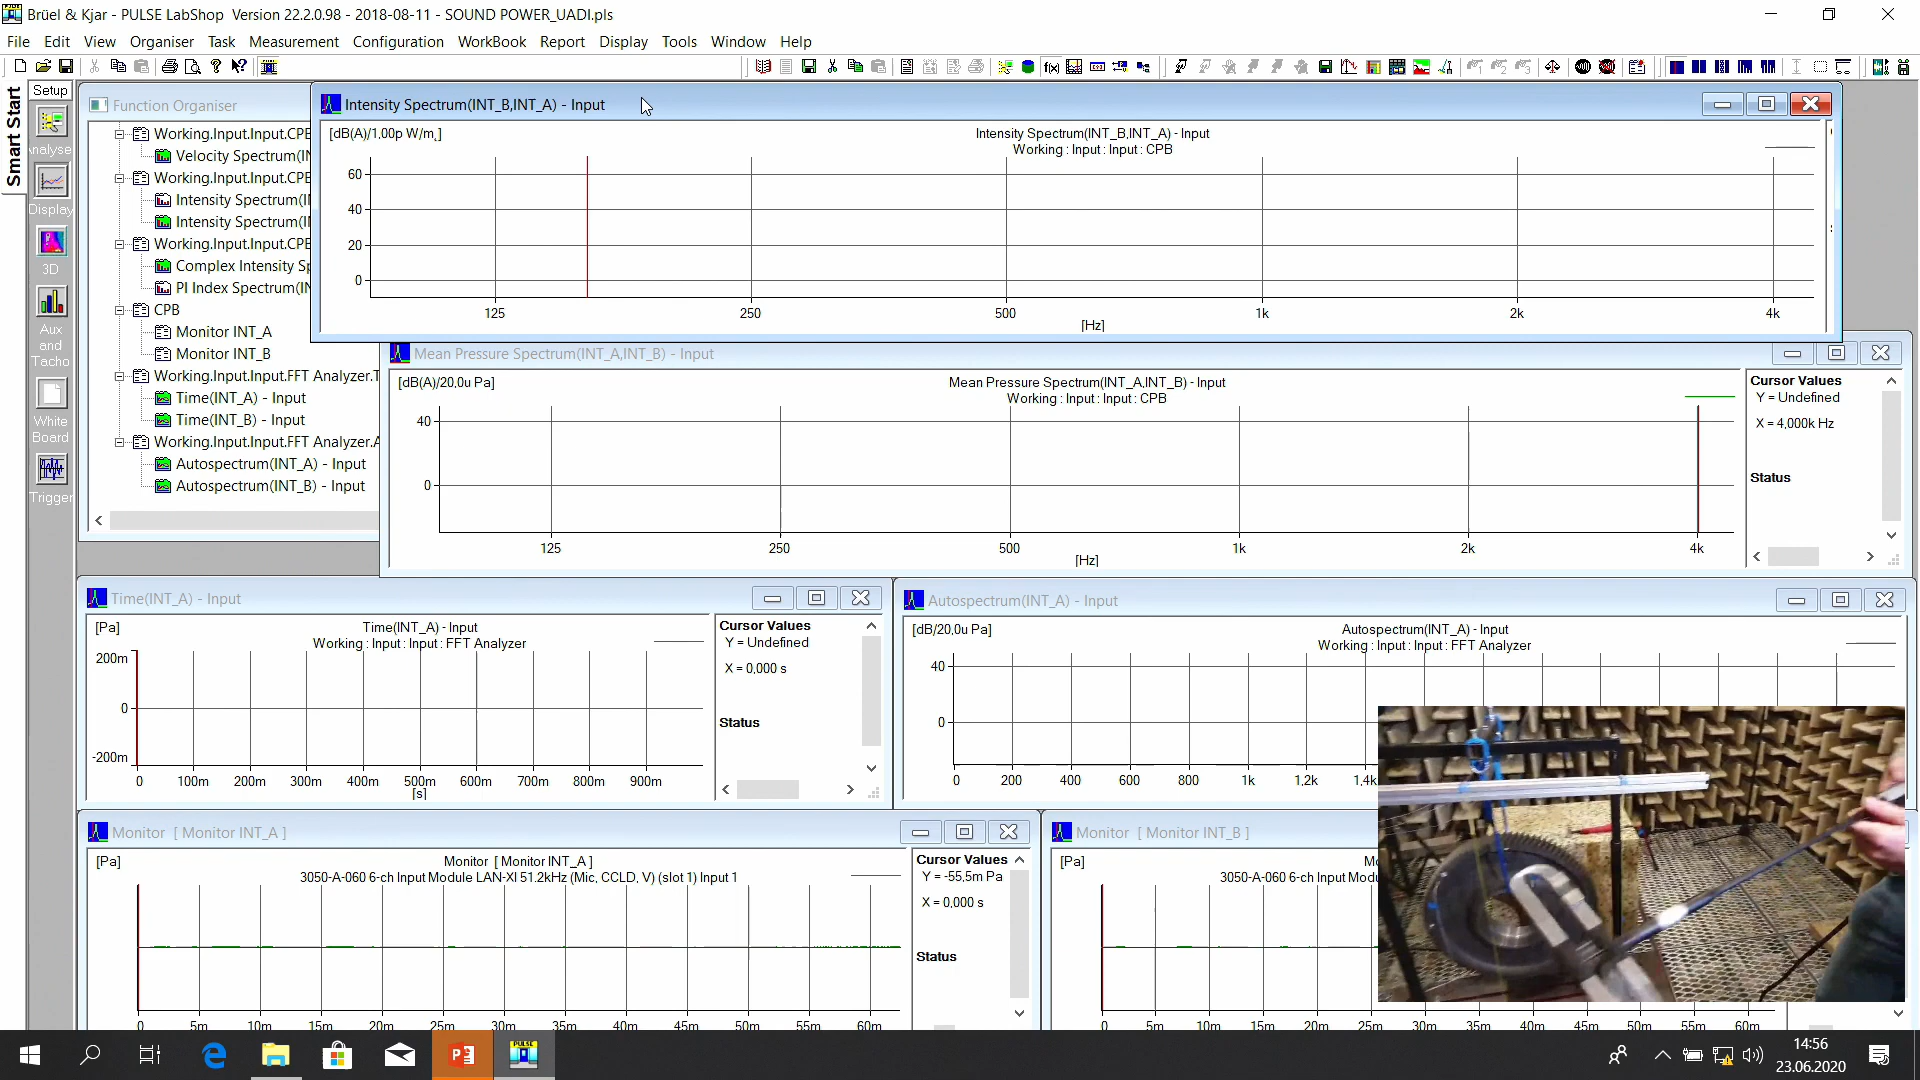 Brüel & Kjar - PULSE LabShop Version 22.2.0.98 - 2018-08-11 - SOUND POWER_UADI.pls
File Edit View Organiser Task Measurement Configuration WorkBook Report Display Tools Window Help
Smart Start
Setup
Analyse
Display
3D
Aux
and
Tacho
White
Board
Trigger
Function Organiser
Working.Input.Input.CPB
Velocity Spectrum(IN
Working.Input.Input.CPB
Intensity Spectrum(I
Intensity Spectrum(I
Working.Input.Input.CPB
Complex Intensity Sp
PI Index Spectrum(IN
CPB
Monitor INT_A
Monitor INT_B
Working.Input.Input.FFT Analyzer.T
Time(INT_A) - Input
Time(INT_B) - Input
Working.Input.Input.FFT Analyzer.A
Autospectrum(INT_A) - Input
Autospectrum(INT_B) - Input
Intensity Spectrum(INT_B,INT_A) - Input
[dB(A)/1,00p W/m,]
Intensity Spectrum(INT_B,INT_A) - Input
Working : Input : Input : CPB
60
40
20
0
125 250 500 1k 2k 4k
[Hz]
Mean Pressure Spectrum(INT_A,INT_B) - Input
[dB(A)/20,0u Pa]
Mean Pressure Spectrum(INT_A,INT_B) - Input
Working : Input : Input : CPB
40
0
125 250 500 1k 2k 4k
[Hz]
Cursor Values
Y = Undefined
X = 4,000k Hz
Status
Time(INT_A) - Input
[Pa]
Time(INT_A) - Input
Working : Input : Input : FFT Analyzer
200m
0
-200m
0 100m 200m 300m 400m 500m 600m 700m 800m 900m
[s]
Cursor Values
Y = Undefined
X = 0,000 s
Status
Autospectrum(INT_A) - Input
[dB/20,0u Pa]
Autospectrum(INT_A) - Input
Working : Input : Input : FFT Analyzer
40
0
0 200 400 600 800 1k 1,2k 1,4k
Monitor [ Monitor INT_A ]
[Pa]
Monitor [ Monitor INT_A ]
3050-A-060 6-ch Input Module LAN-XI 51.2kHz (Mic, CCLD, V) (slot 1) Input 1
0 5m 10m 15m 20m 25m 30m 35m 40m 45m 50m 55m 60m
Cursor Values
Y = -55,5m Pa
X = 0,000 s
Status
Monitor [ Monitor INT_B ]
[Pa]
Mo
3050-A-060 6-ch Input Modu
0 5m 10m 15m 20m 25m 30m 35m 40m 45m 50m 55m 60m
14:56
23.06.2020